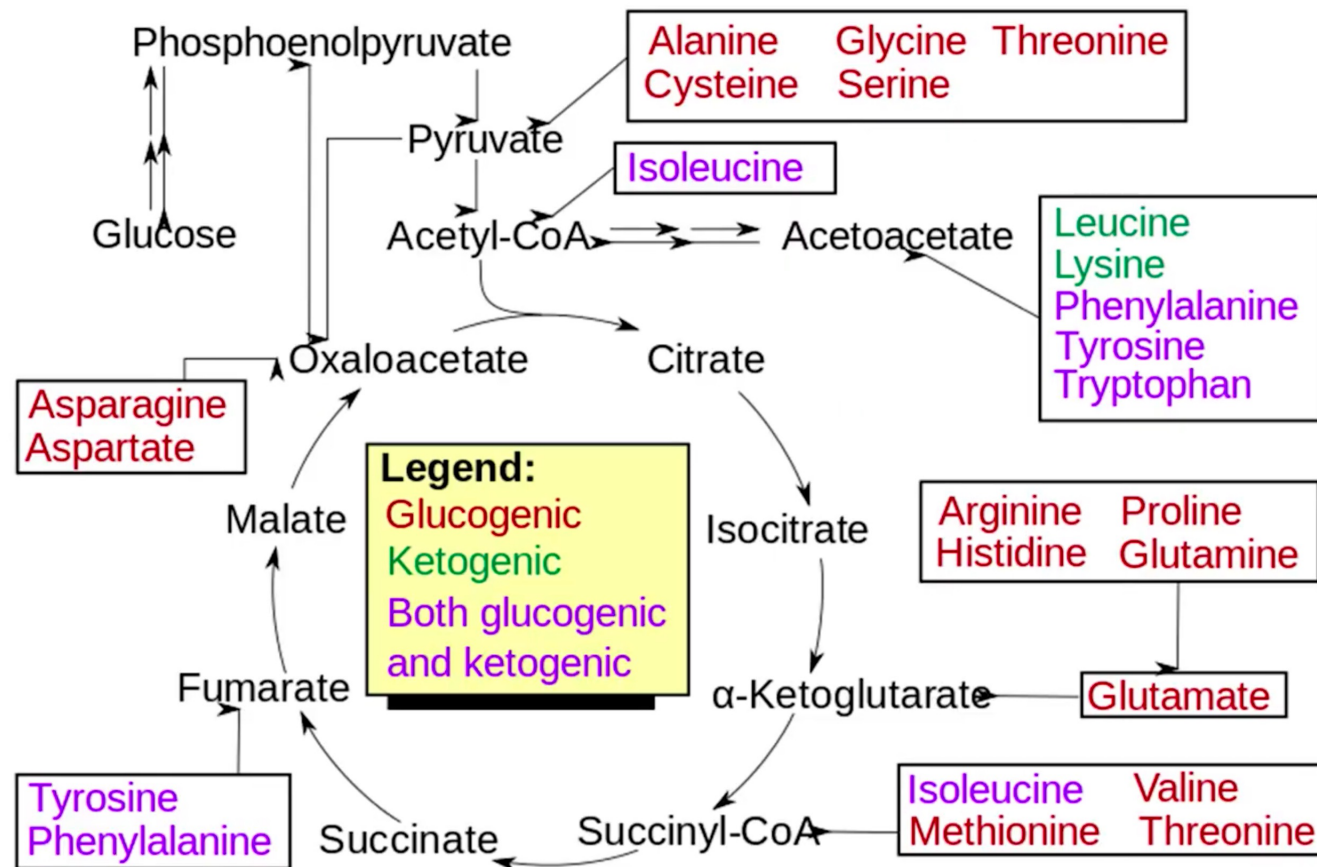 Phosphoenolpyruvate
Alanine Glycine Threonine
Cysteine Serine
Pyruvate
Isoleucine
Glucose
Acetyl-CoA
Acetoacetate
Leucine
Lysine
Phenylalanine
Tyrosine
Tryptophan
Oxaloacetate
Citrate
Asparagine
Aspartate
Legend:
Glucogenic
Ketogenic
Both glucogenic
and ketogenic
Malate
Isocitrate
Arginine Proline
Histidine Glutamine
Fumarate
α-Ketoglutarate
Glutamate
Tyrosine
Phenylalanine
Succinate
Succinyl-CoA
Isoleucine Valine
Methionine Threonine